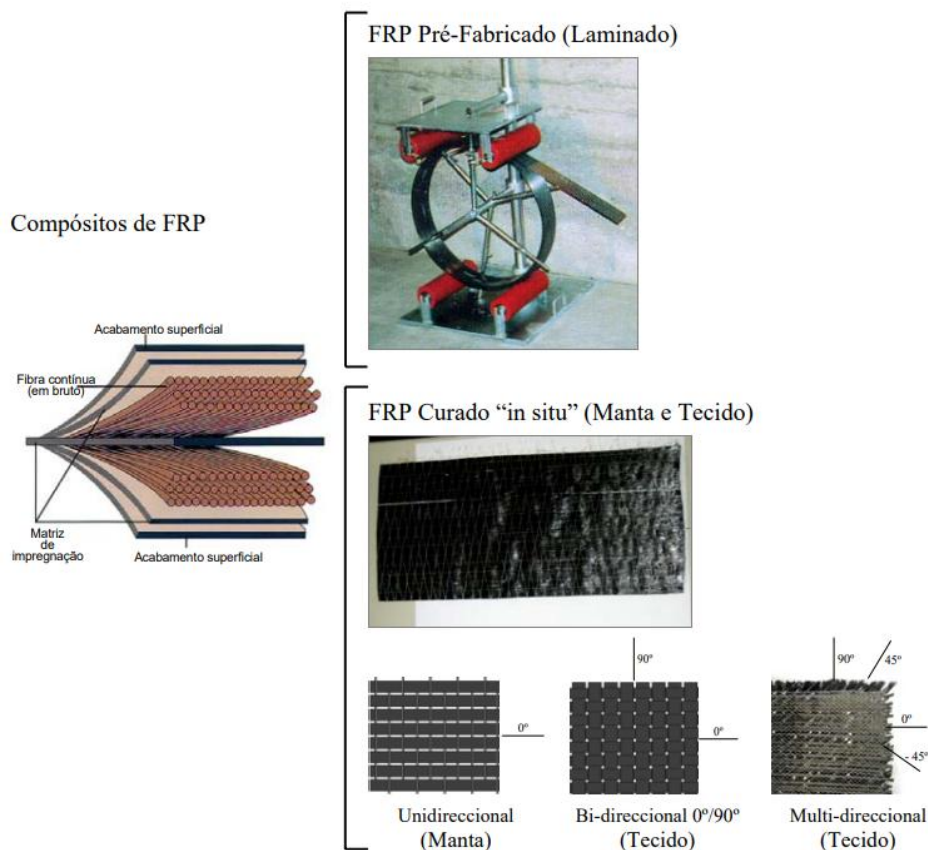 FRP Pré-Fabricado (Laminado)
Compósitos de FRP
Acabamento superficial
Fibra contínua
(em bruto)
Matriz
de
impregnação
Acabamento superficial
FRP Curado “in situ” (Manta e Tecido)
90º
90º
45º
0º
0º
0º
- 45º
Unidireccional
(Manta)
Bi-direccional 0º/90º
(Tecido)
Multi-direccional
(Tecido)